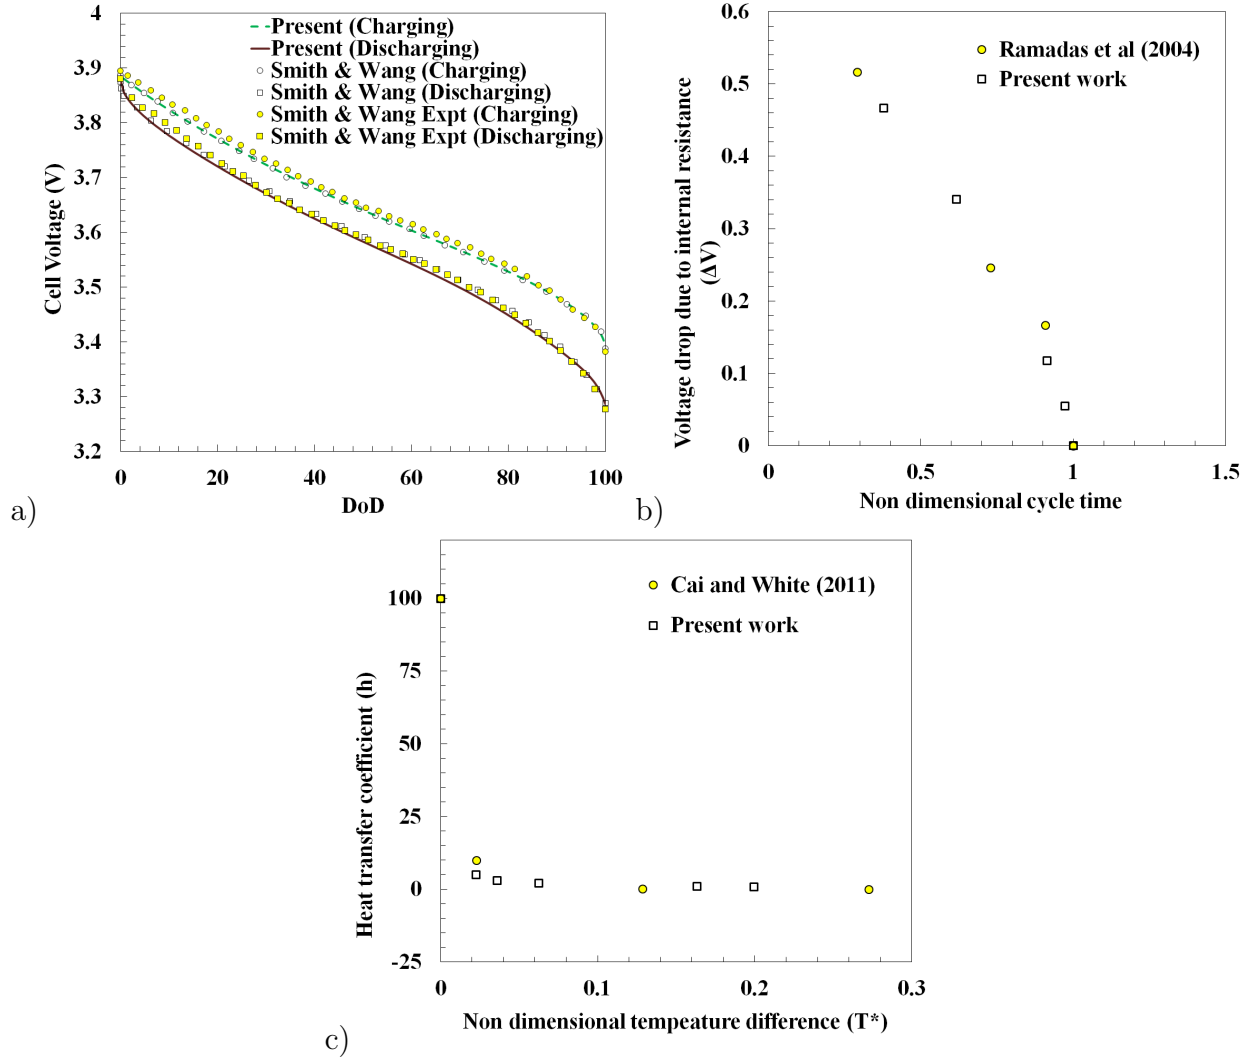 4
3.9
3.8
3.7
3.6
3.5
3.4
3.3
3.2
Cell Voltage (V)
Present (Charging)
Present (Discharging)
Smith & Wang (Charging)
Smith & Wang (Discharging)
Smith & Wang Expt (Charging)
Smith & Wang Expt (Discharging)
0 20 40 60 80 100
DoD
a)
0.6
0.5
0.4
0.3
0.2
0.1
0
Voltage drop due to internal resistance
(ΔV)
Ramadas et al (2004)
Present work
0 0.5 1 1.5
Non dimensional cycle time
b)
100
75
50
25
0
-25
Heat transfer coefficient (h)
Cai and White (2011)
Present work
0 0.1 0.2 0.3
Non dimensional tempeature difference (T*)
c)